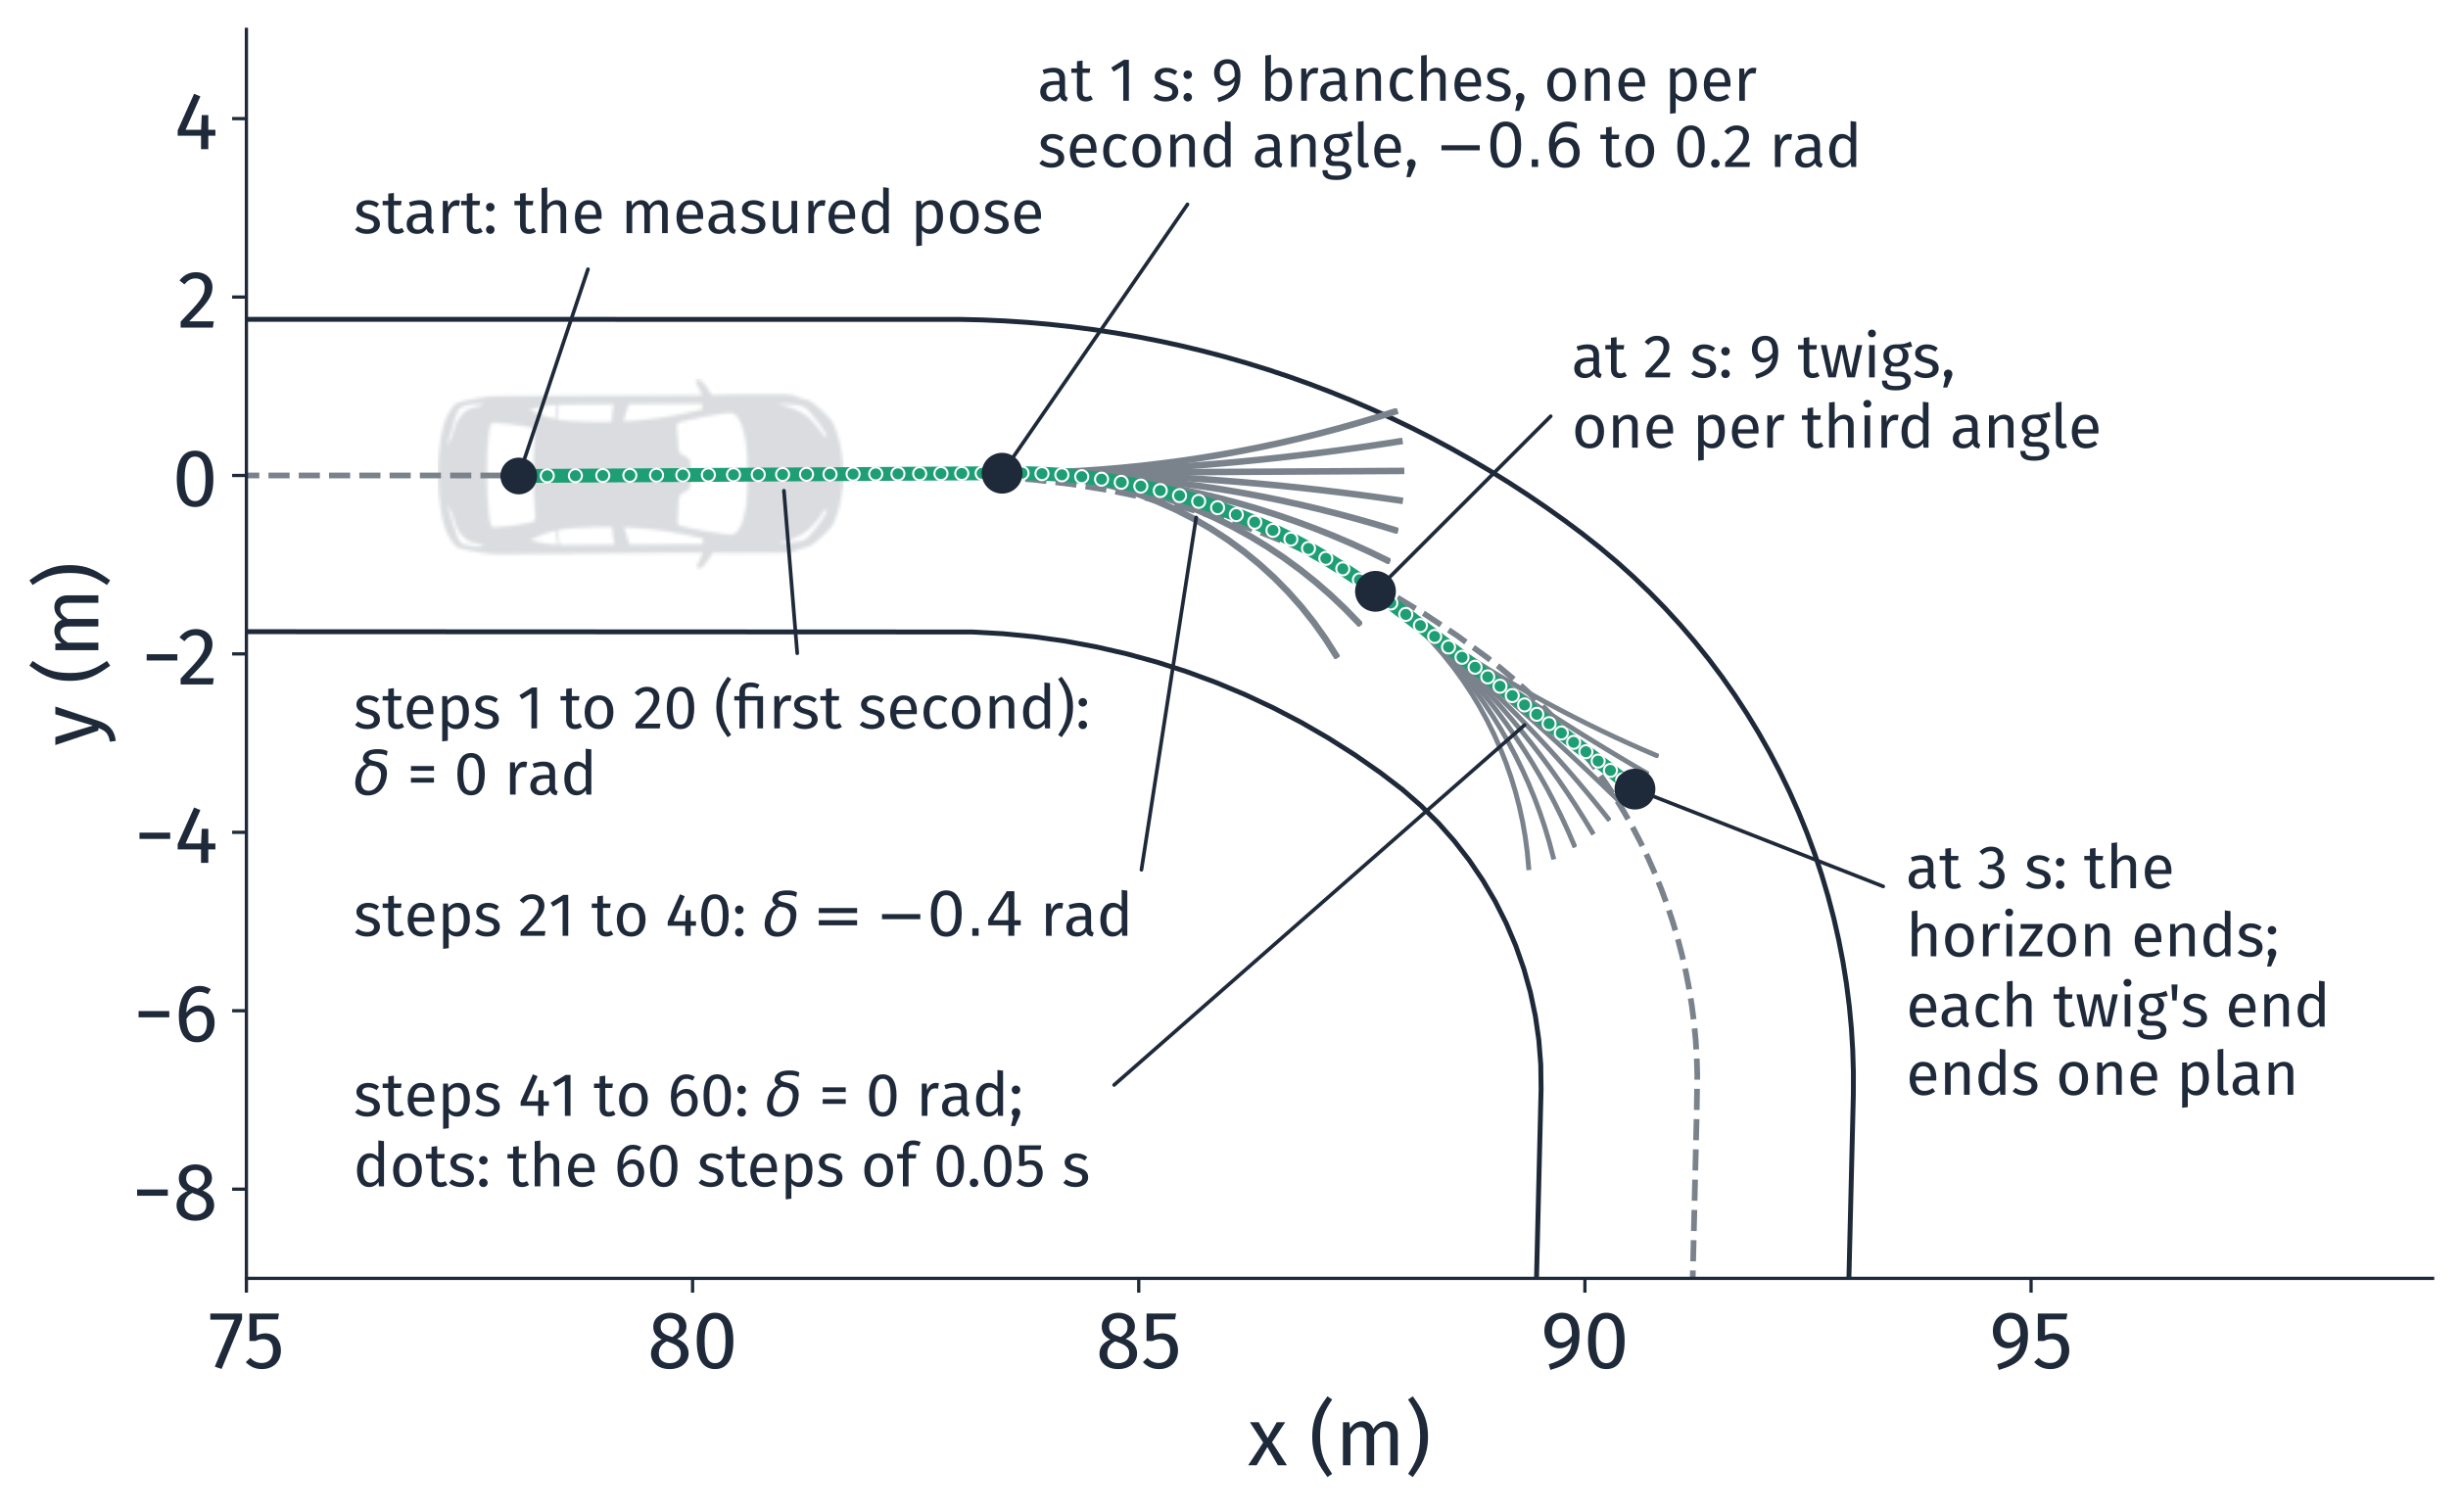 at 1 s: 9 branches, one per
second angle, −0.6 to 0.2 rad
start: the measured pose
at 2 s: 9 twigs,
one per third angle
steps 1 to 20 (first second):
δ = 0 rad
steps 21 to 40: δ = −0.4 rad
steps 41 to 60: δ = 0 rad;
dots: the 60 steps of 0.05 s
at 3 s: the
horizon ends;
each twig's end
ends one plan
4
2
0
−2
−4
−6
−8
y (m)
75
80
85
90
95
x (m)